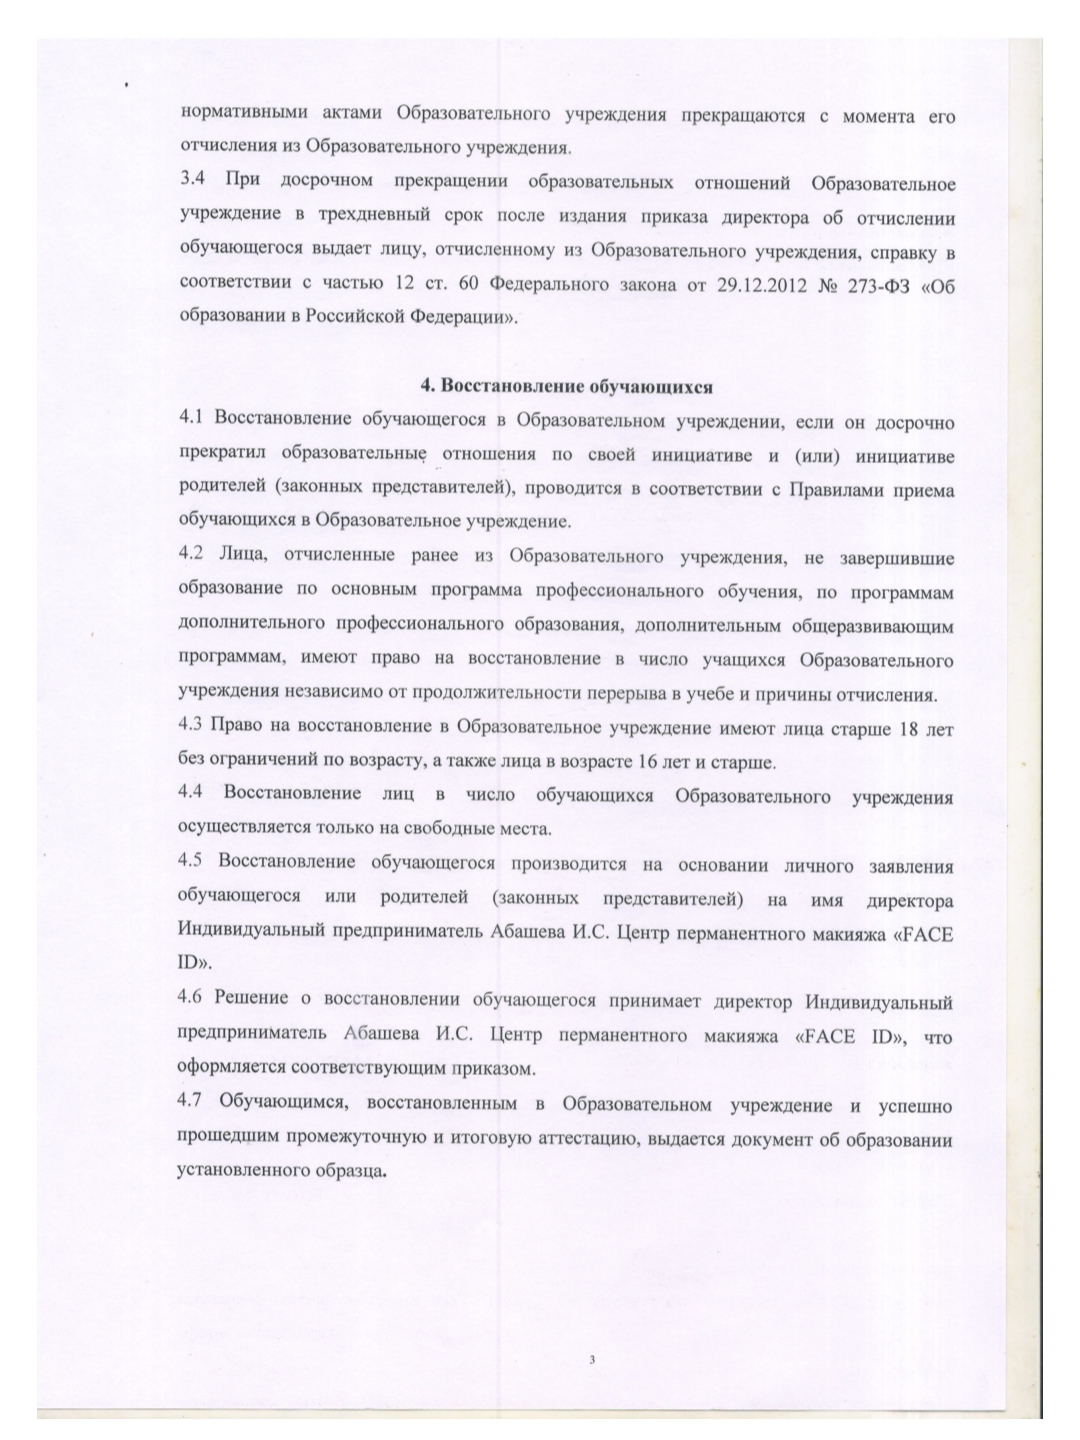 нормативными актами Образовательного учреждения прекращаются с момента его
отчисления из Образовательного учреждения.
3.4 При досрочном прекращении образовательных отношений Образовательное
учреждение в трехдневный срок после издания приказа директора об отчислении
обучающегося выдает лицу, отчисленному из Образовательного учреждения, справку в
соответствии с частью 12 ст. 60 Федерального закона от 29.12.2012 № 273-ФЗ «Об
образовании в Российской Федерации».
4. Восстановление обучающихся
4.1 Восстановление обучающегося в Образовательном учреждении, если он досрочно
прекратил образовательные отношения по своей инициативе и (или) инициативе
родителей (законных представителей), проводится в соответствии с Правилами приема
обучающихся в Образовательное учреждение.
4.2 Лица, отчисленные ранее из Образовательного учреждения, не завершившие
образование по основным программа профессионального обучения, по программам
дополнительного профессионального образования, дополнительным общеразвивающим
программам, имеют право на восстановление в число учащихся Образовательного
учреждения независимо от продолжительности перерыва в учебе и причины отчисления.
4.3 Право на восстановление в Образовательное учреждение имеют лица старше 18 лет
без ограничений по возрасту, а также лица в возрасте 16 лет и старше.
4.4 Восстановление лиц в число обучающихся Образовательного учреждения
осуществляется только на свободные места.
4.5 Восстановление обучающегося производится на основании личного заявления
обучающегося или родителей (законных представителей) на имя директора
Индивидуальный предприниматель Абашева И.С. Центр перманентного макияжа «FACE
ID».
4.6 Решение о восстановлении обучающегося принимает директор Индивидуальный
предприниматель Абашева И.С. Центр перманентного макияжа «FACE ID», что
оформляется соответствующим приказом.
4.7 Обучающимся, восстановленным в Образовательном учреждение и успешно
прошедшим промежуточную и итоговую аттестацию, выдается документ об образовании
установленного образца.
3